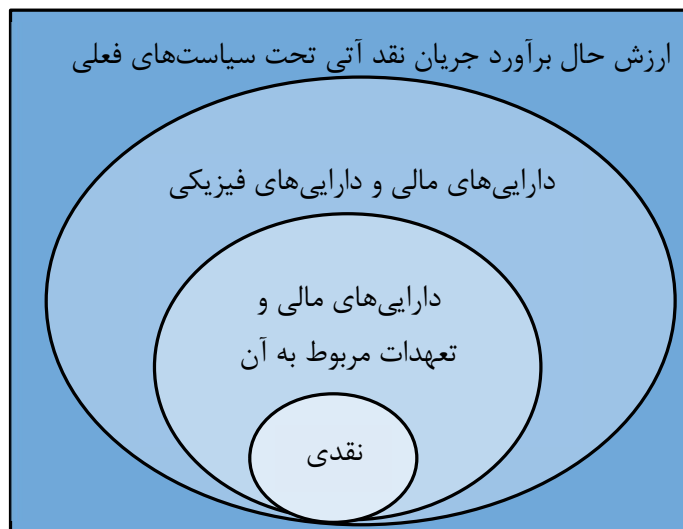 ارزش حال برآورد جریان نقد آتی تحت سیاست‌های فعلی
دارایی‌های مالی و دارایی‌های فیزیکی
دارایی‌های مالی و
تعهدات مربوط به آن
نقدی